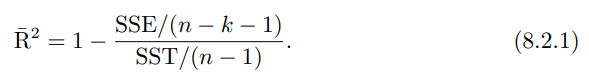 R̄² = 1 − SSE/(n − k − 1) / SST/(n − 1) . (8.2.1)